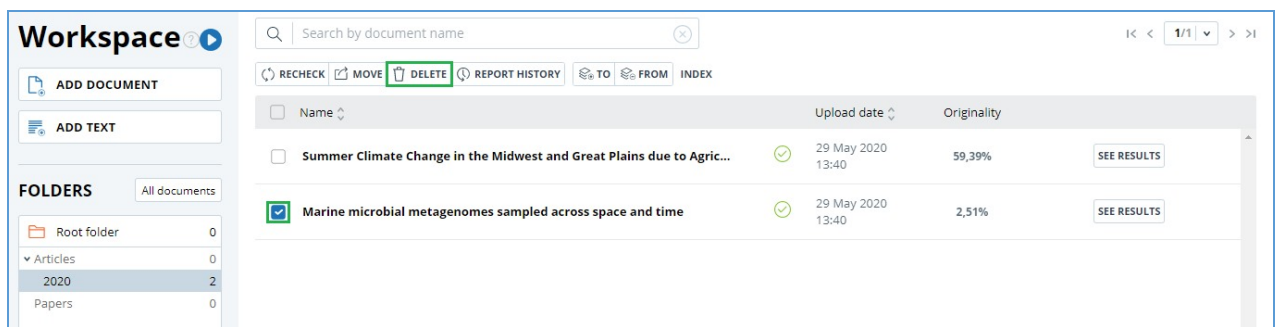 Workspace ?
ADD DOCUMENT
ADD TEXT
FOLDERS All documents
Root folder 0
Articles 0
2020 2
Papers 0
Search by document name
1/1
RECHECK MOVE DELETE REPORT HISTORY TO FROM INDEX
Name Upload date Originality
Summer Climate Change in the Midwest and Great Plains due to Agric... 29 May 2020 59,39% SEE RESULTS
13:40
Marine microbial metagenomes sampled across space and time 29 May 2020 2,51% SEE RESULTS
13:40